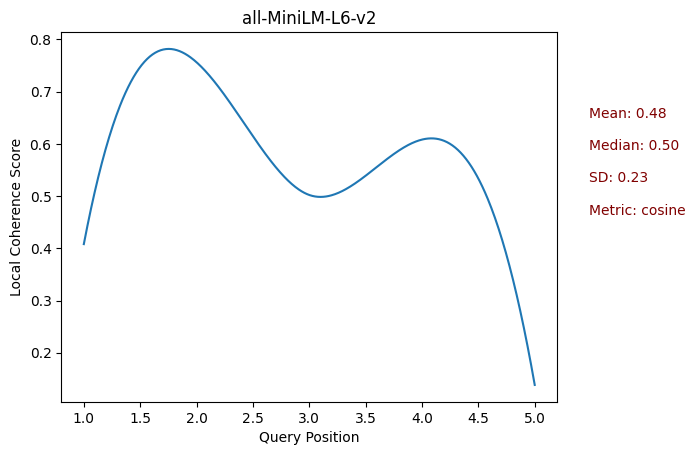 all-MiniLM-L6-v2
0.8
0.7
0.6
0.5
0.4
0.3
0.2
Local Coherence Score
1.0 1.5 2.0 2.5 3.0 3.5 4.0 4.5 5.0
Query Position
Mean: 0.48
Median: 0.50
SD: 0.23
Metric: cosine